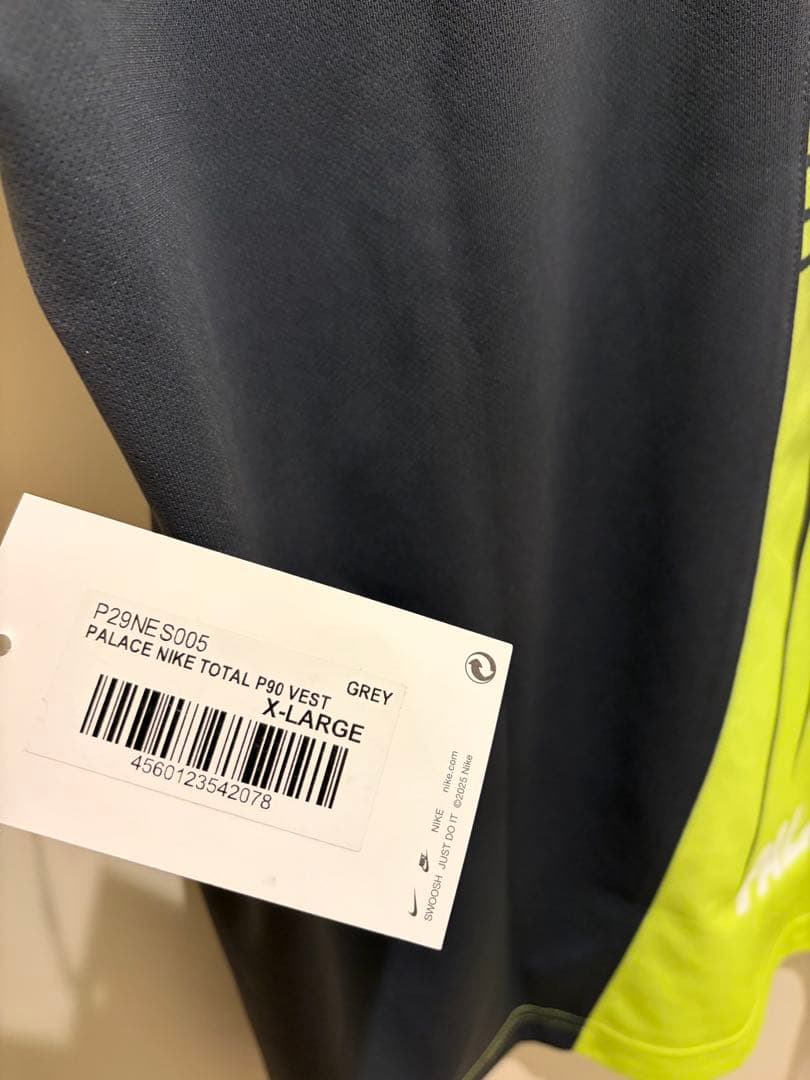 P29NES005
PALACE NIKE TOTAL P90 VEST
GREY
X-LARGE
4560123542078
NIKE nike.com
SWOOSH JUST DO IT ©2025 Nike